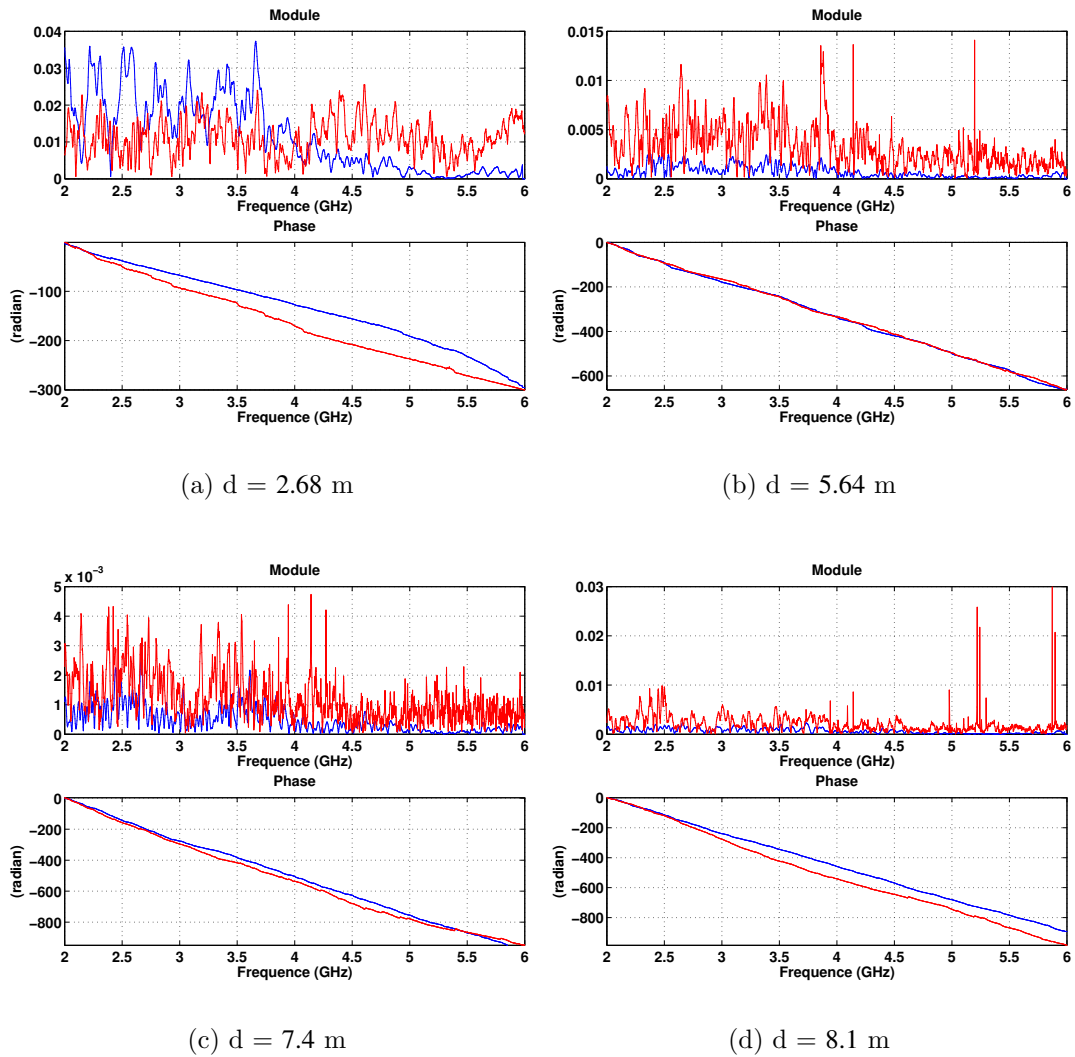 Module
0.04
0.03
0.02
0.01
0
2 2.5 3 3.5 4 4.5 5 5.5 6
Frequence (GHz)
Phase
−100
−200
−300
(radian)
2 2.5 3 3.5 4 4.5 5 5.5 6
Frequence (GHz)
(a) d = 2.68 m
Module
0.015
0.01
0.005
0
2 2.5 3 3.5 4 4.5 5 5.5 6
Frequence (GHz)
Phase
0
−200
−400
−600
(radian)
2 2.5 3 3.5 4 4.5 5 5.5 6
Frequence (GHz)
(b) d = 5.64 m
Module
5 x 10⁻³
4
3
2
1
0
2 2.5 3 3.5 4 4.5 5 5.5 6
Frequence (GHz)
Phase
0
−200
−400
−600
−800
(radian)
2 2.5 3 3.5 4 4.5 5 5.5 6
Frequence (GHz)
(c) d = 7.4 m
Module
0.03
0.02
0.01
0
2 2.5 3 3.5 4 4.5 5 5.5 6
Frequence (GHz)
Phase
0
−200
−400
−600
−800
(radian)
2 2.5 3 3.5 4 4.5 5 5.5 6
Frequence (GHz)
(d) d = 8.1 m